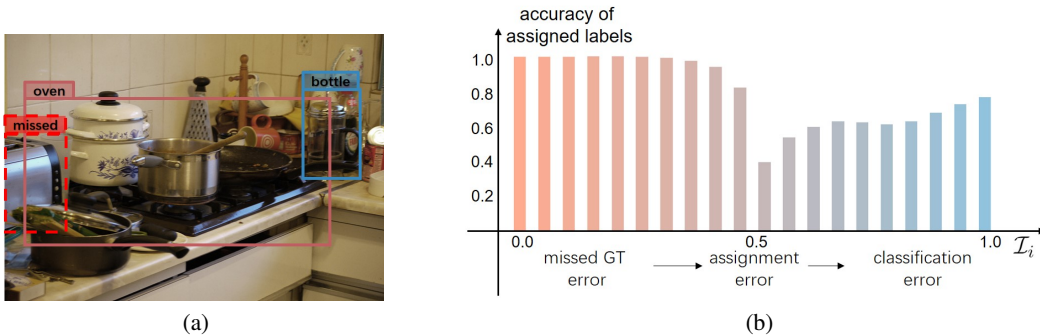 oven
bottle
missed
(a)
accuracy of
assigned labels
1.0
0.8
0.6
0.4
0.2
0.0
0.5
1.0
ℐᵢ
missed GT
error
assignment
error
classification
error
(b)